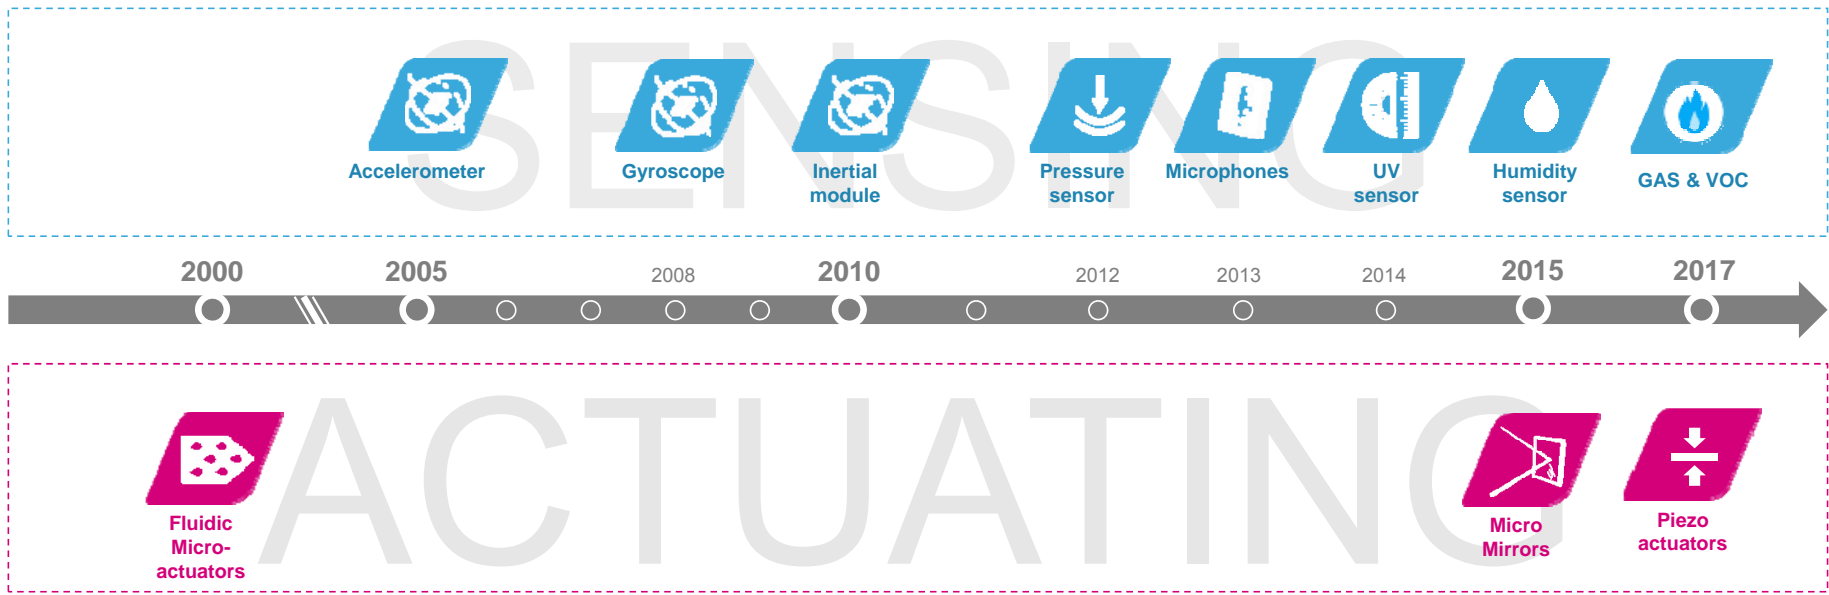 SENSING
Accelerometer
Gyroscope
Inertial
module
Pressure
sensor
Microphones
UV
sensor
Humidity
sensor
GAS & VOC
2000
2005
2008
2010
2012
2013
2014
2015
2017
ACTUATING
Fluidic
Micro-
actuators
Micro
Mirrors
Piezo
actuators